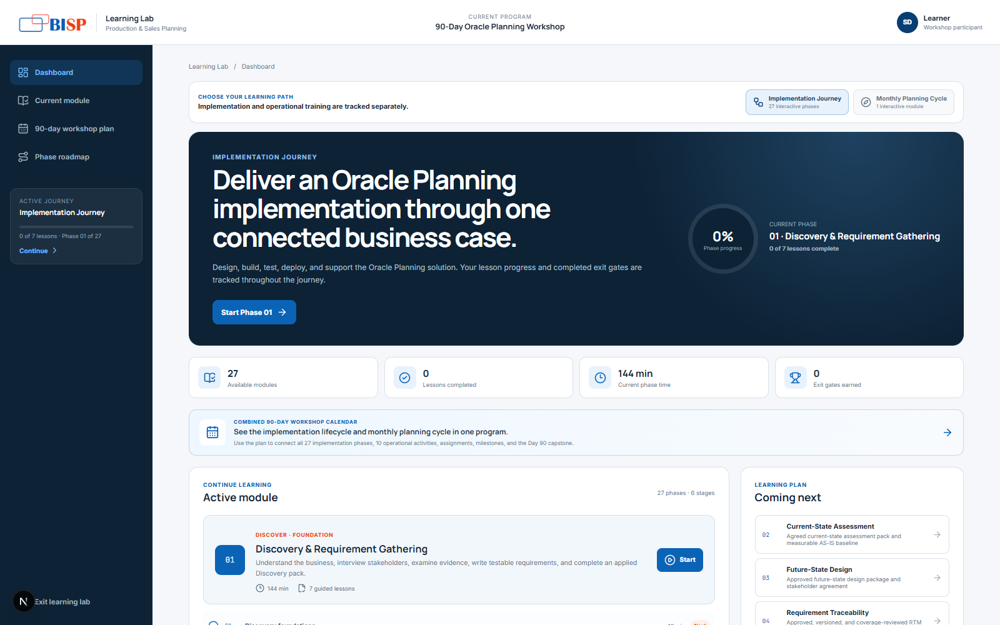 BISP
Learning Lab
Production & Sales Planning
CURRENT PROGRAM
90-Day Oracle Planning Workshop
SD
Learner
Workshop participant
Dashboard
Current module
90-day workshop plan
Phase roadmap
ACTIVE JOURNEY
Implementation Journey
0 of 7 lessons · Phase 01 of 27
Continue
N
Exit learning lab
Learning Lab / Dashboard
CHOOSE YOUR LEARNING PATH
Implementation and operational training are tracked separately.
Implementation Journey
27 interactive phases
Monthly Planning Cycle
1 interactive module
IMPLEMENTATION JOURNEY
Deliver an Oracle Planning
implementation through one
connected business case.
Design, build, test, deploy, and support the Oracle Planning solution. Your lesson progress and completed exit gates are
tracked throughout the journey.
Start Phase 01
0%
Phase progress
CURRENT PHASE
01 · Discovery & Requirement Gathering
0 of 7 lessons complete
27
Available modules
0
Lessons completed
144 min
Current phase time
0
Exit gates earned
COMBINED 90-DAY WORKSHOP CALENDAR
See the implementation lifecycle and monthly planning cycle in one program.
Use the plan to connect all 27 implementation phases, 10 operational activities, assignments, milestones, and the Day 90 capstone.
CONTINUE LEARNING
Active module
27 phases · 6 stages
01
DISCOVER · FOUNDATION
Discovery & Requirement Gathering
Understand the business, interview stakeholders, examine evidence, write testable requirements, and complete an applied
Discovery pack.
144 min
7 guided lessons
Start
01
Discovery foundations
Next
LEARNING PLAN
Coming next
02
Current-State Assessment
Agreed current-state assessment pack and
measurable AS-IS baseline
03
Future-State Design
Approved future-state design package and
stakeholder agreement
04
Requirement Traceability
Approved, versioned, and coverage-reviewed RTM